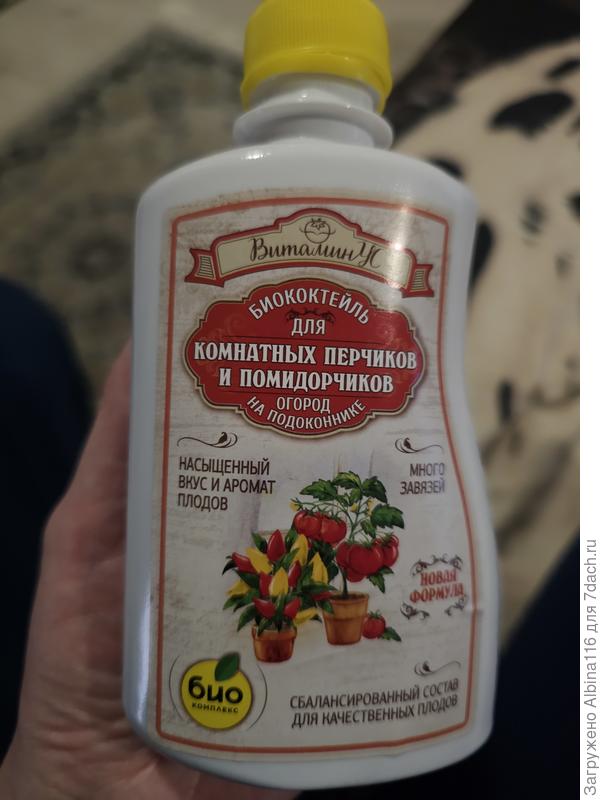 ВитаминУС
БИОКОКТЕЙЛЬ
ДЛЯ
КОМНАТНЫХ ПЕРЧИКОВ
И ПОМИДОРЧИКОВ
ОГОРОД
НА ПОДОКОННИКЕ
НАСЫЩЕННЫЙ
ВКУС И АРОМАТ
ПЛОДОВ
МНОГО
ЗАВЯЗЕЙ
НОВАЯ
ФОРМУЛА
био
КОМПЛЕКС
СБАЛАНСИРОВАННЫЙ СОСТАВ
ДЛЯ КАЧЕСТВЕННЫХ ПЛОДОВ
Загружено Albina116 для 7dach.ru